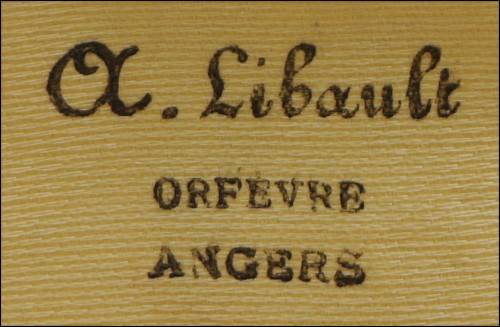 A. Libault
ORFÈVRE
ANGERS